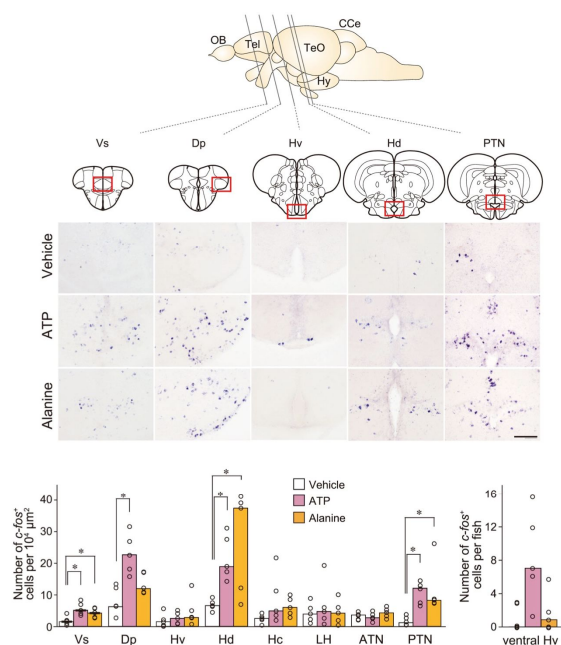 OB
Tel
TeO
CCe
Hy
Vs
Dp
Hv
Hd
PTN
Vehicle
ATP
Alanine
Number of c-fos+
cells per 10⁴ μm²
40
20
10
0
*
*
*
*
*
*
*
Vehicle
ATP
Alanine
Vs
Dp
Hv
Hd
Hc
LH
ATN
PTN
Number of c-fos+
cells per fish
16
12
8
4
0
ventral Hv